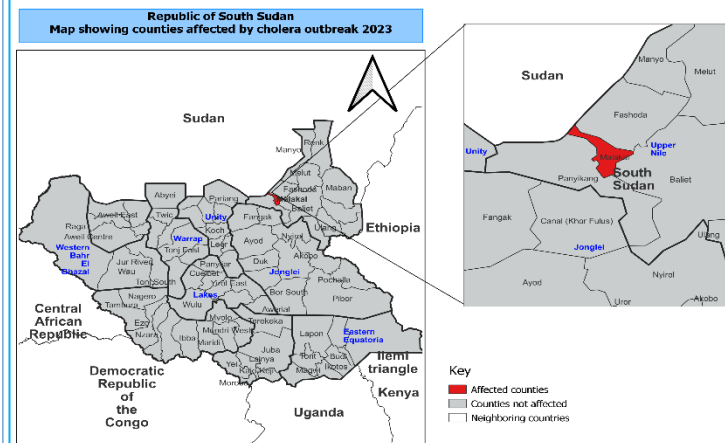 Republic of South Sudan
Map showing counties affected by cholera outbreak 2023
Sudan
Renk
Manyo
Melut
Fashoda
Maban
Malakal
Baliet
Abyei
Pariang
Twic
Unity
Fangak
Ulang
Ethiopia
Aweil East
Raga
Aweil Centre
Koch
Warrap
Leer
Ayod
Nyirol
Western
Bahr
El
Ghazal
Tonj East
Akobo
Jur River
Wau
Panyijar
Cueibet
Duk
Jonglei
Tonj South
Yirol East
Pochalla
Nagero
Lakes
Bor South
Pibor
Tambura
Wulu
Awerial
Central
African
Republic
Mvolo
Terekeka
Ezo
Nzara
Ibba
Maridi
Mundri West
Lapon
Eastern
Equatoria
Juba
Lainya
Yei
Kajo Keji
Morobo
Torit
Budi
Magwi
Ikotos
Ilemi
triangle
Democratic
Republic
of
the
Congo
Kenya
Uganda
Sudan
Manyo
Melut
Fashoda
Unity
Malakal
Upper
Nile
South
Sudan
Panyikang
Baliet
Fangak
Canal (Khor Fulus)
Ulang
Jonglei
Nyirol
Ayod
Uror
Akobo
Key
Affected counties
Counties not affected
Neighboring countries